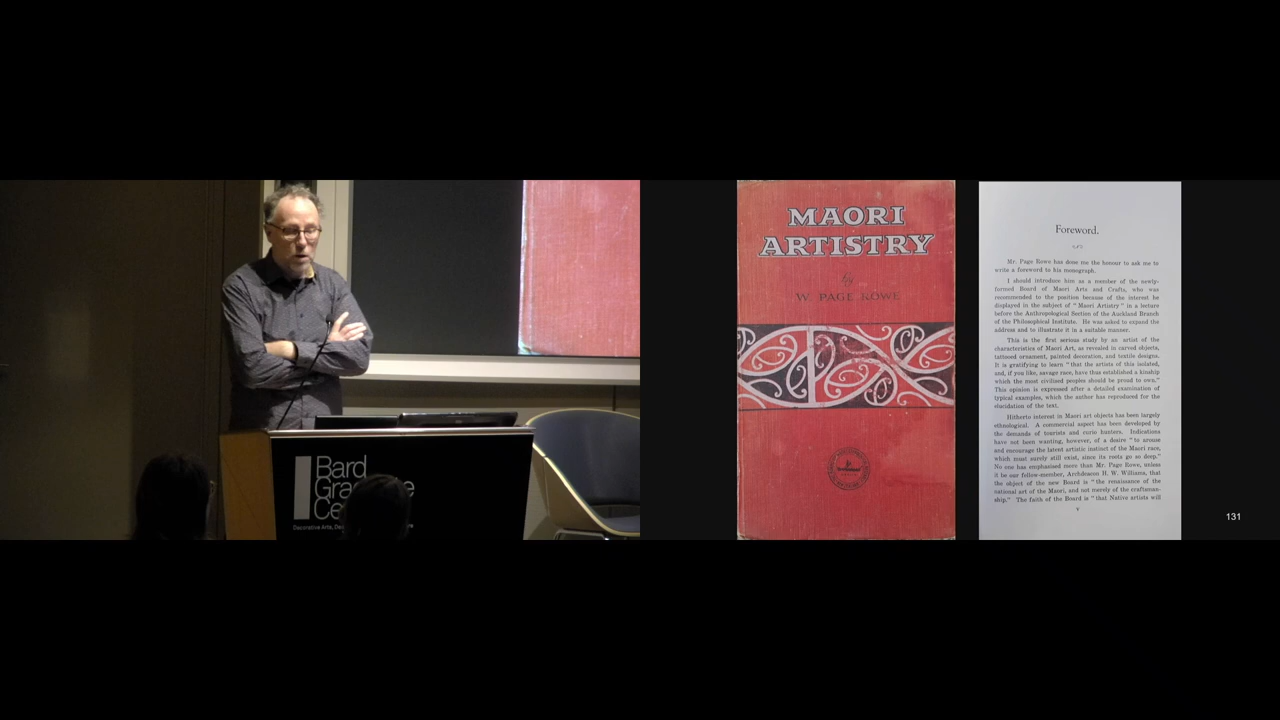 Bard
Gra
Ce
Decorative Arts, De
MAORI
ARTISTRY
by
W. PAGE ROWE
Foreword.
Mr. Page Rowe has done me the honour to ask me to
write a foreword to his monograph.
I should introduce him as a member of the newly-
formed Board of Maori Arts and Crafts, who was
recommended to the position because of the interest he
displayed in the subject of "Maori Artistry" in a lecture
before the Anthropological Section of the Auckland Branch
of the Philosophical Institute. He was asked to expand the
address and to illustrate it in a suitable manner.
This is the first serious study by an artist of the
characteristics of Maori Art, as revealed in carved objects,
tattooed ornament, painted decoration, and textile designs.
It is gratifying to learn "that the artists of this isolated,
and, if you like, savage race, have thus established a kinship
which the most civilized peoples should be proud to own."
This opinion is expressed after a detailed examination of
typical examples, which the author has reproduced for the
elucidation of the text.
Hitherto interest in Maori art objects has been largely
ethnological. A commercial aspect has been developed by
the demands of tourists and curio hunters. Indications
have not been wanting, however, of a desire "to arouse
and encourage the latent artistic instinct of the Maori race,
which must surely still exist, since its roots go so deep."
No one has emphasised more than Mr. Page Rowe, unless
it be our fellow-member, Archdeacon H. W. Williams, that
the object of the new Board is "the renaissance of the
national art of the Maori, and not merely of the craftsman-
ship." The faith of the Board is "that Native artists will
v
131